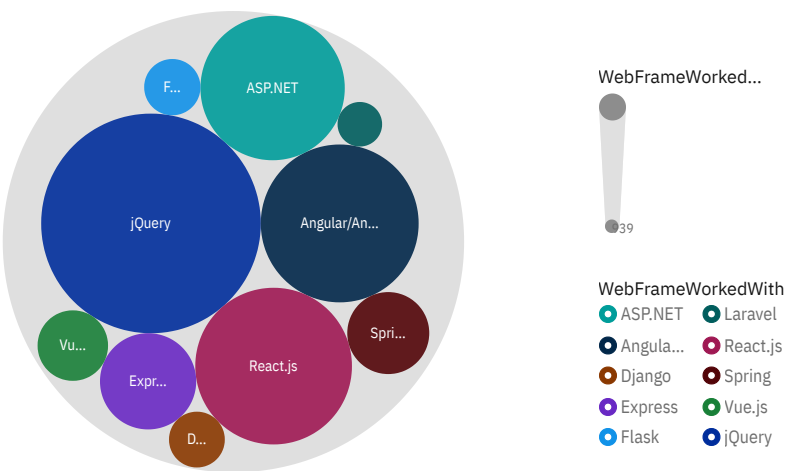 F...
ASP.NET
jQuery
Angular/An...
Vu...
Spri...
React.js
Expr...
D...
WebFrameWorked...
939
WebFrameWorkedWith
ASP.NET
Laravel
Angula...
React.js
Django
Spring
Express
Vue.js
Flask
jQuery